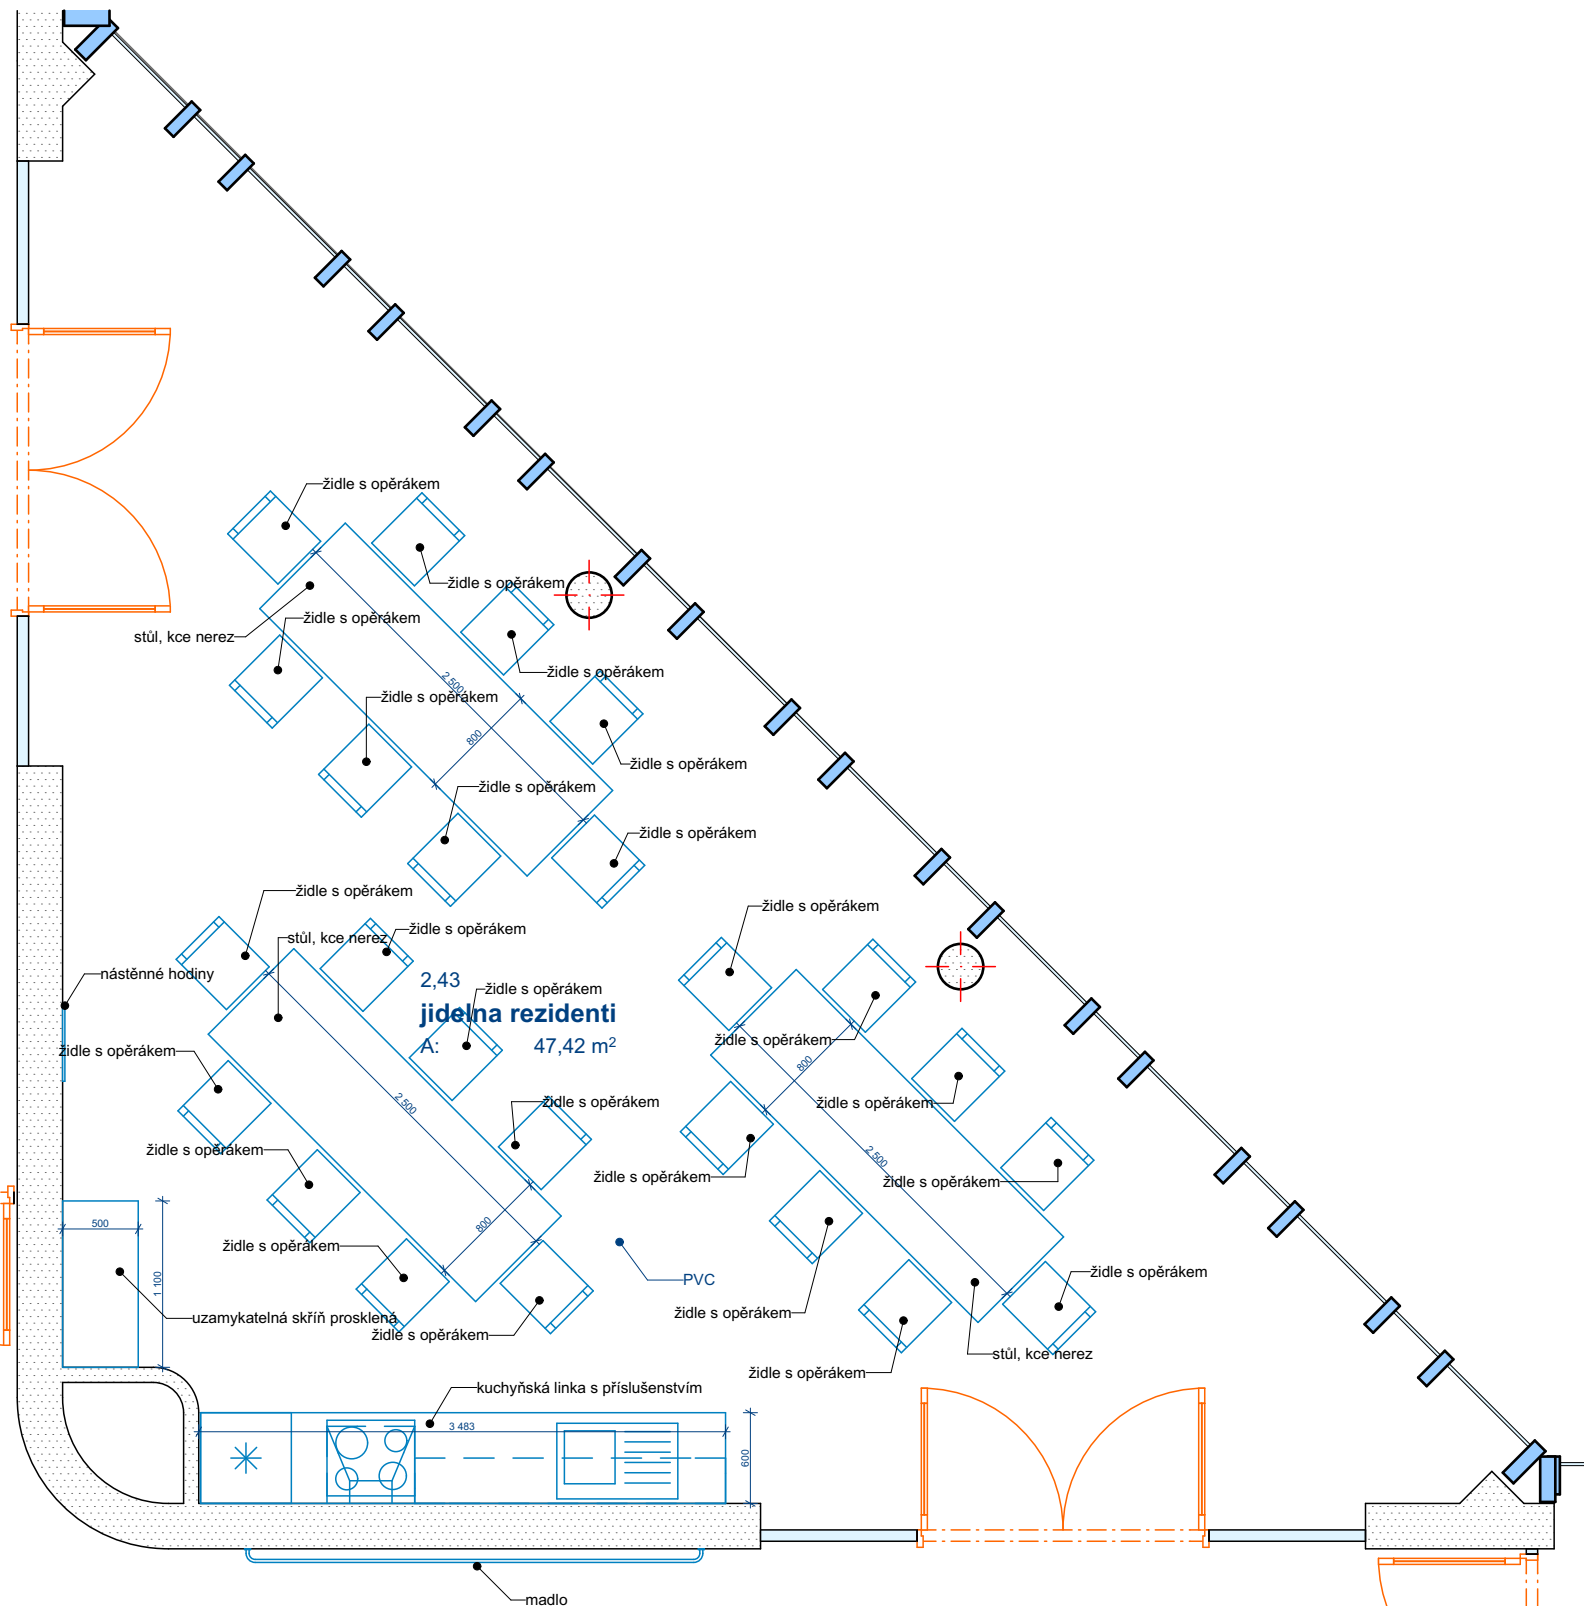 židle s opěrákem
židle s opěrákem
židle s opěrákem
stůl, kce nerez
židle s opěrákem
2 500
židle s opěrákem
800
židle s opěrákem
židle s opěrákem
židle s opěrákem
židle s opěrákem
židle s opěrákem
židle s opěrákem
stůl, kce nerez
nástěnné hodiny
2,43
židle s opěrákem
jidelna rezidenti
A: 47,42 m²
židle s opěrákem
židle s opěrákem
800
židle s opěrákem
2 500
židle s opěrákem
židle s opěrákem
2 500
židle s opěrákem
židle s opěrákem
500
800
židle s opěrákem
PVC
židle s opěrákem
1 100
uzamykatelná skříň prosklená
židle s opěrákem
židle s opěrákem
stůl, kce nerez
židle s opěrákem
kuchyňská linka s příslušenstvím
3 483
600
madlo